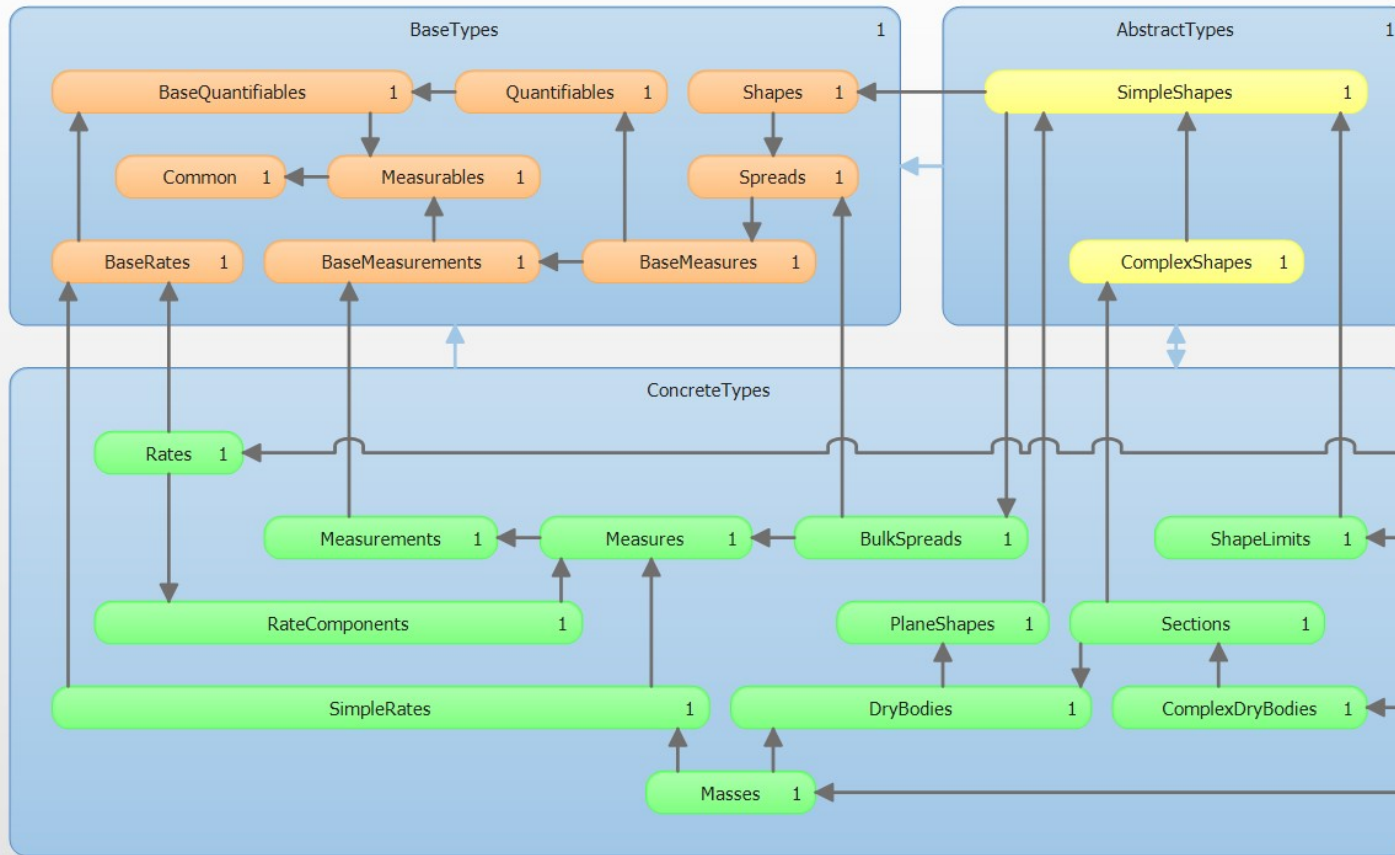 BaseTypes 1
AbstractTypes 1
BaseQuantifiables 1
Quantifiables 1
Shapes 1
SimpleShapes 1
Common 1
Measurables 1
Spreads 1
BaseRates 1
BaseMeasurements 1
BaseMeasures 1
ComplexShapes 1
ConcreteTypes
Rates 1
Measurements 1
Measures 1
BulkSpreads 1
ShapeLimits 1
RateComponents 1
PlaneShapes 1
Sections 1
SimpleRates 1
DryBodies 1
ComplexDryBodies 1
Masses 1